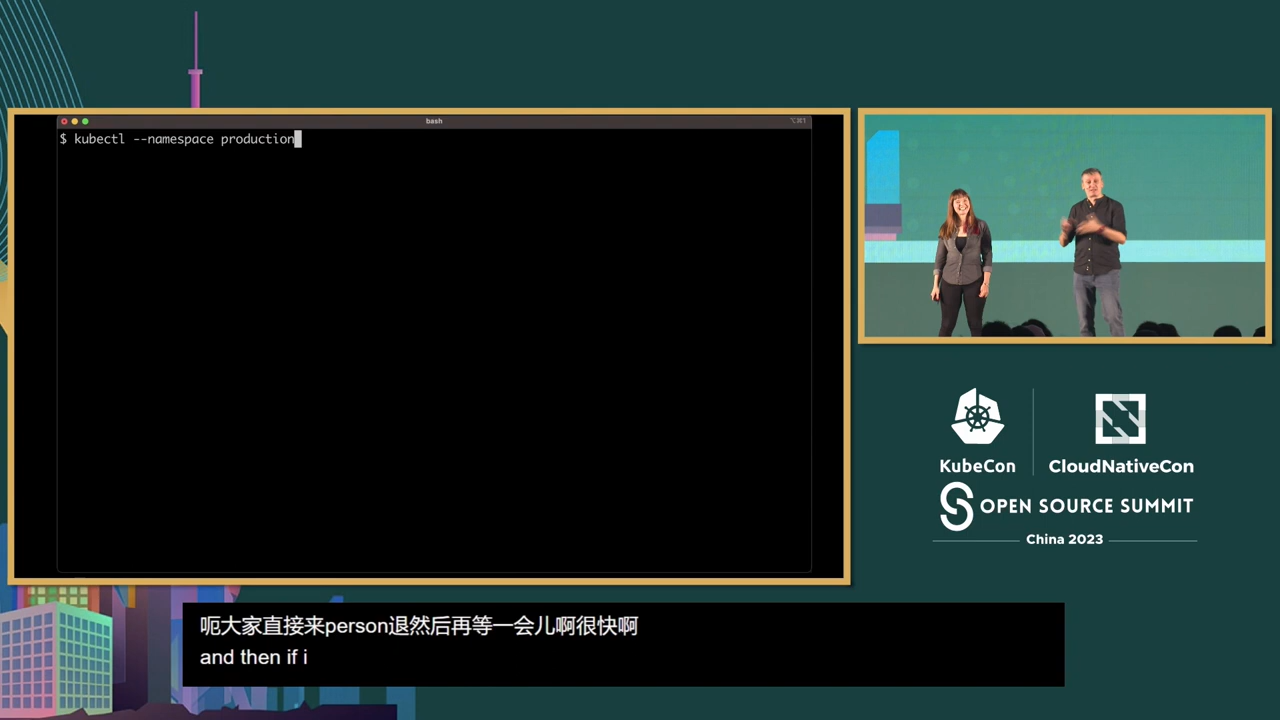 bash
⌥⌘1
$ kubectl --namespace production
KubeCon
CloudNativeCon
OPEN SOURCE SUMMIT
China 2023
呃大家直接来person退然后再等一会儿啊很快啊
and then if i